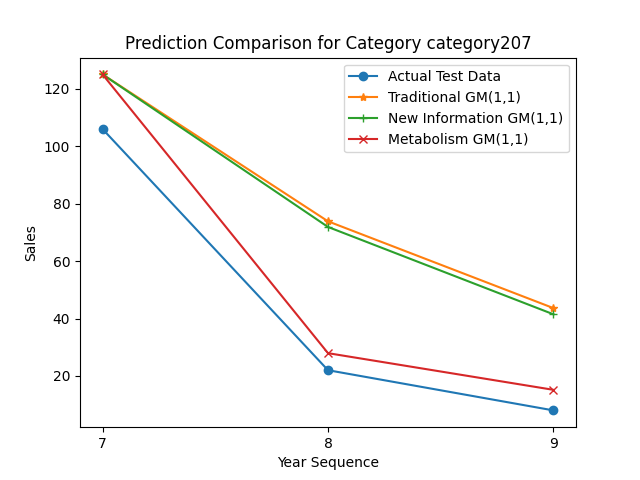 Prediction Comparison for Category category207
Actual Test Data
Traditional GM(1,1)
New Information GM(1,1)
Metabolism GM(1,1)
120
100
80
60
40
20
Sales
7
8
9
Year Sequence